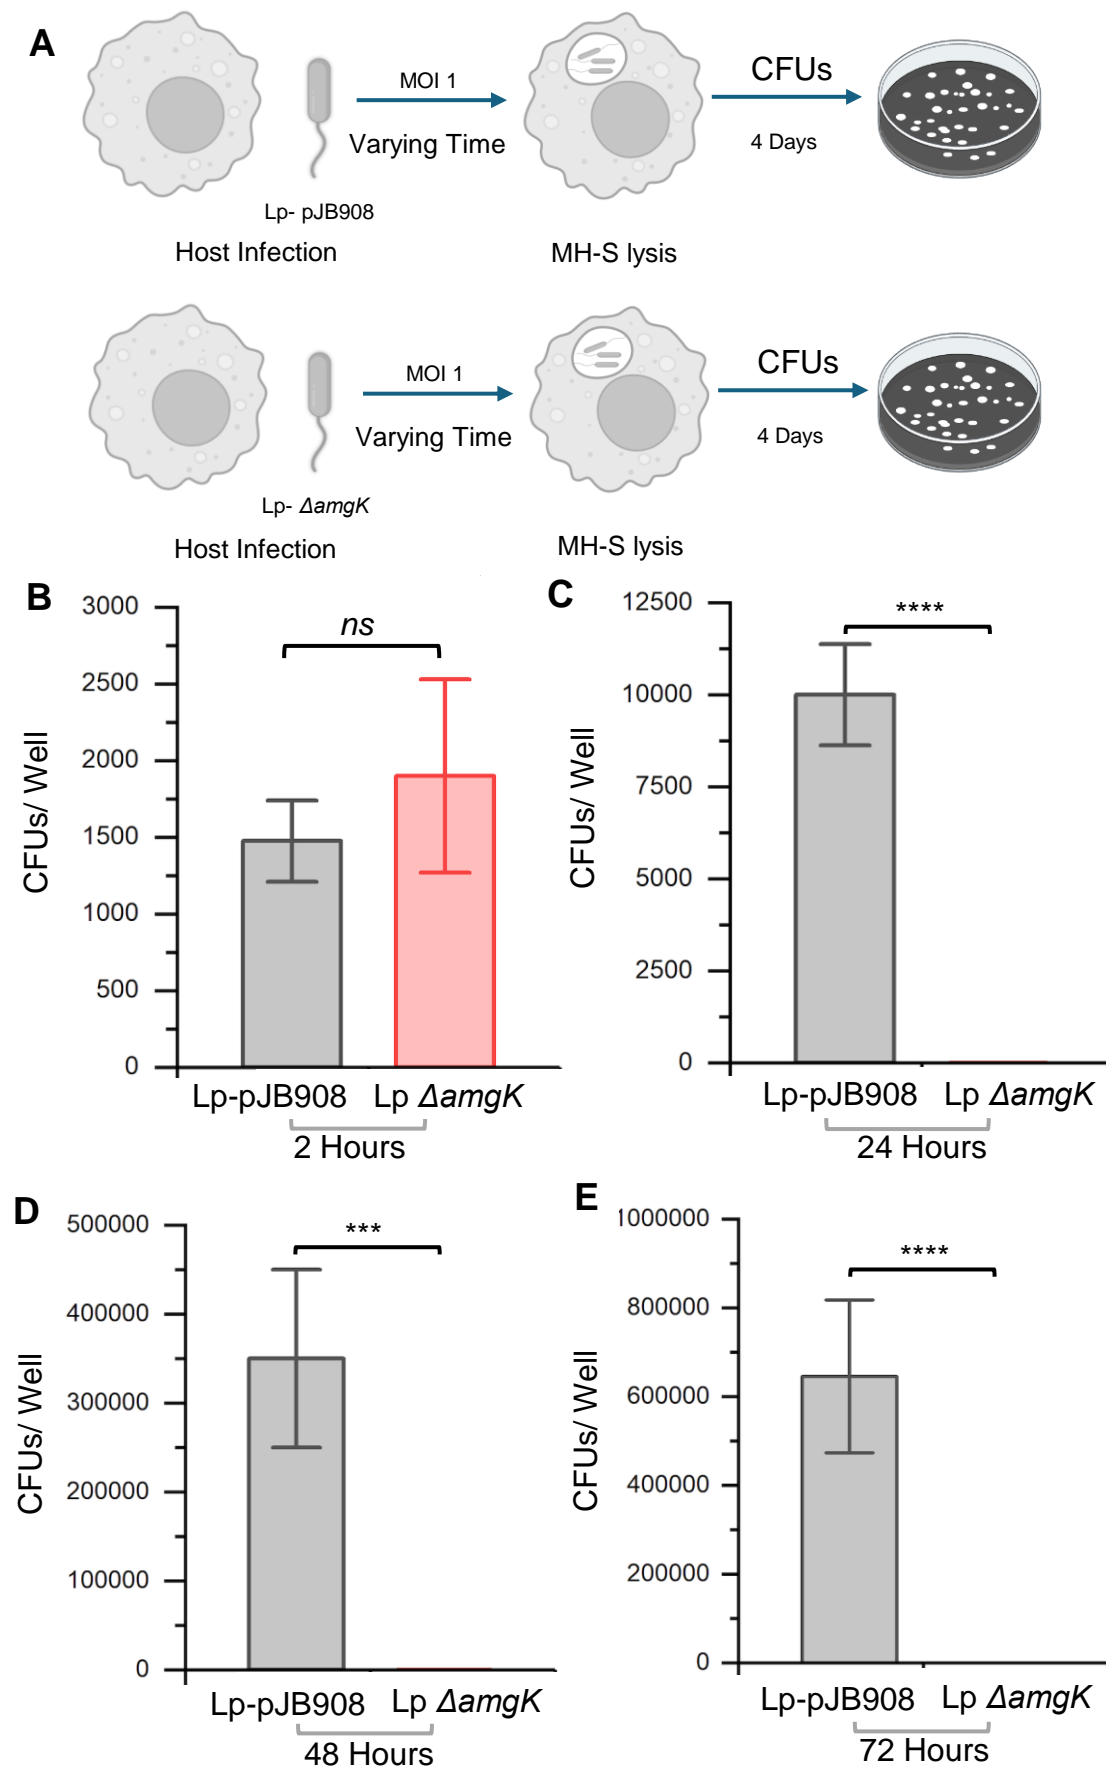 A
MOI 1
Varying Time
CFUs
4 Days
Lp- pJB908
Host Infection
MH-S lysis
MOI 1
Varying Time
CFUs
4 Days
Lp- ΔamgK
Host Infection
MH-S lysis
B
3000
2500
2000
1500
1000
500
0
CFUs/ Well
ns
Lp-pJB908 Lp ΔamgK
2 Hours
C
12500
10000
7500
5000
2500
0
CFUs/ Well
****
Lp-pJB908 Lp ΔamgK
24 Hours
D
500000
400000
300000
200000
100000
0
CFUs/ Well
***
Lp-pJB908 Lp ΔamgK
48 Hours
E
1000000
800000
600000
400000
200000
0
CFUs/ Well
****
Lp-pJB908 Lp ΔamgK
72 Hours